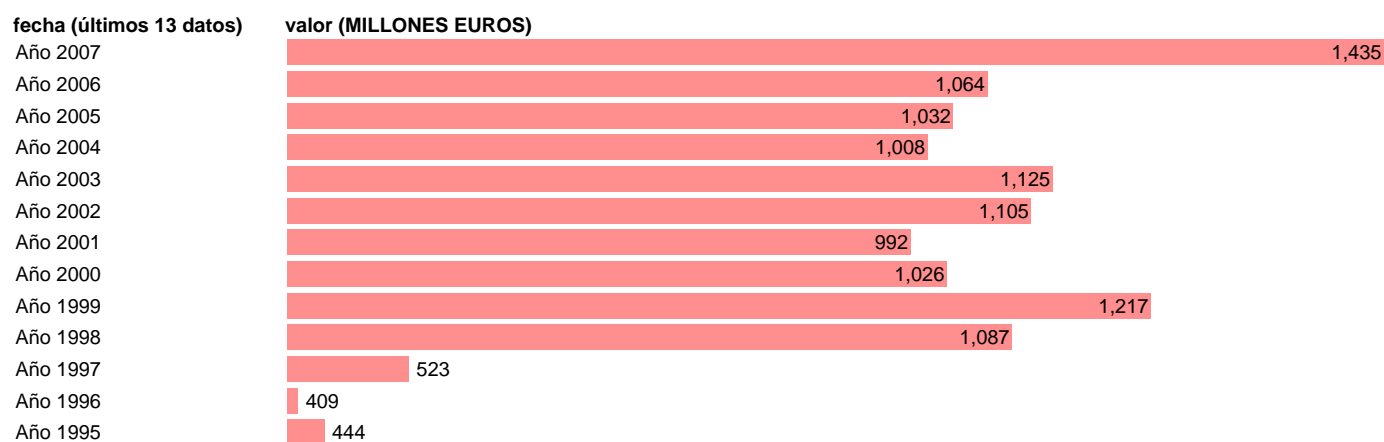 fecha (últimos 13 datos) valor (MILLONES EUROS)
Año 2007 1,435
Año 2006 1,064
Año 2005 1,032
Año 2004 1,008
Año 2003 1,125
Año 2002 1,105
Año 2001 992
Año 2000 1,026
Año 1999 1,217
Año 1998 1,087
Año 1997 523
Año 1996 409
Año 1995 444